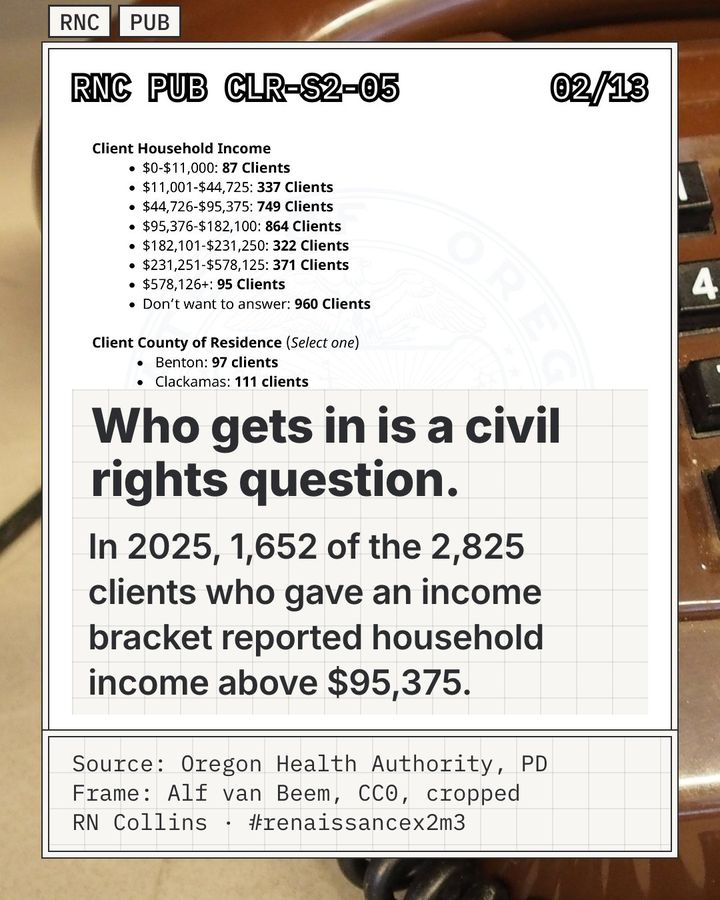 RNC PUB
RNC PUB CLR-S2-05 02/13
Client Household Income
• $0-$11,000: 87 Clients
• $11,001-$44,725: 337 Clients
• $44,726-$95,375: 749 Clients
• $95,376-$182,100: 864 Clients
• $182,101-$231,250: 322 Clients
• $231,251-$578,125: 371 Clients
• $578,126+: 95 Clients
• Don’t want to answer: 960 Clients
Client County of Residence (Select one)
• Benton: 97 clients
• Clackamas: 111 clients
Who gets in is a civil
rights question.
In 2025, 1,652 of the 2,825
clients who gave an income
bracket reported household
income above $95,375.
Source: Oregon Health Authority, PD
Frame: Alf van Beem, CC0, cropped
RN Collins · #renaissancex2m3
4